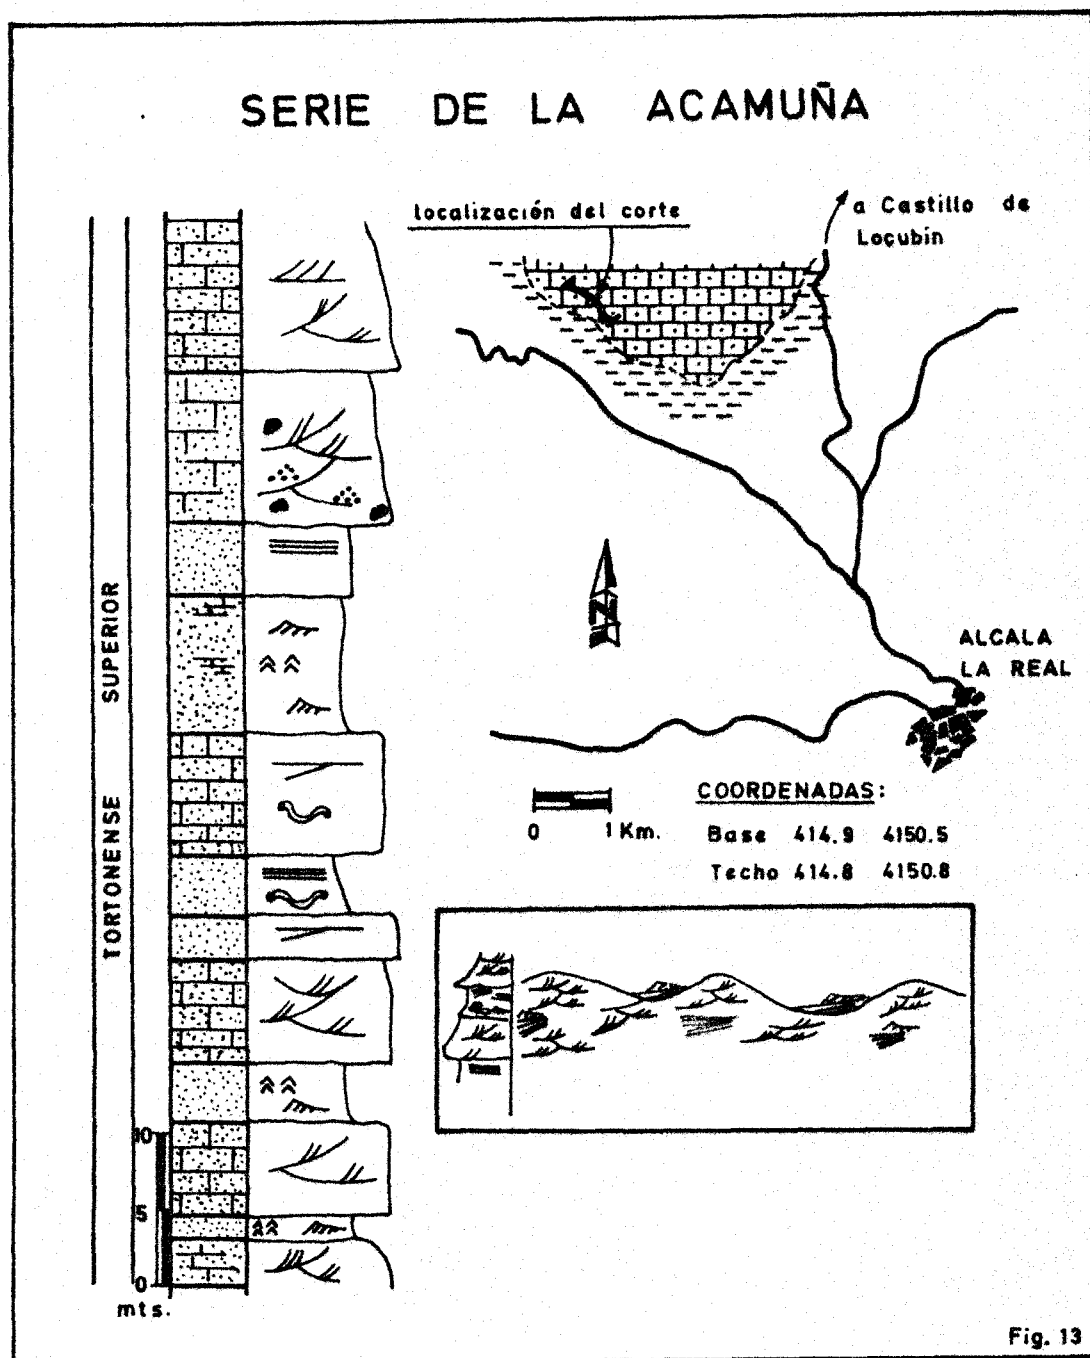 SERIE DE LA ACAMUÑA
localización del corte
a Castillo de
Locubín
N
ALCALA
LA REAL
SUPERIOR
TORTONENSE
0 1 Km.
COORDENADAS:
Base 414.9 4150.5
Techo 414.8 4150.8
10
5
0
mts.
Fig. 13